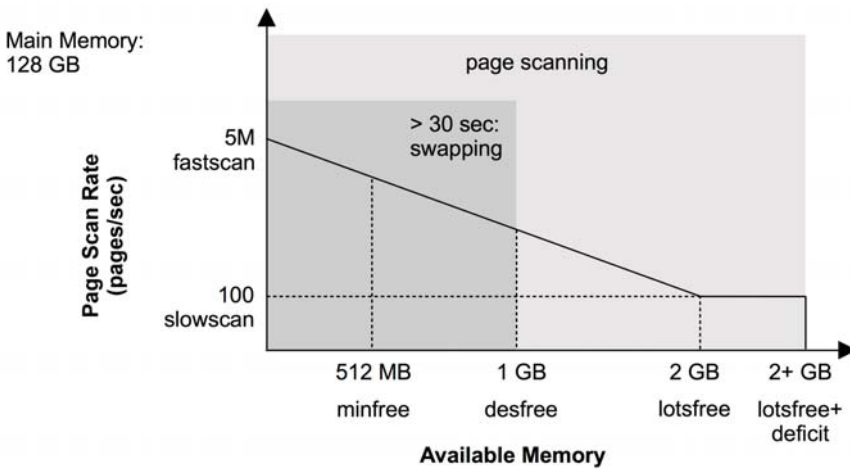 Main Memory:
128 GB
page scanning
> 30 sec:
swapping
5M
fastscan
Page Scan Rate
(pages/sec)
100
slowscan
512 MB
1 GB
2 GB
2+ GB
minfree
desfree
lotsfree
lotsfree+
deficit
Available Memory